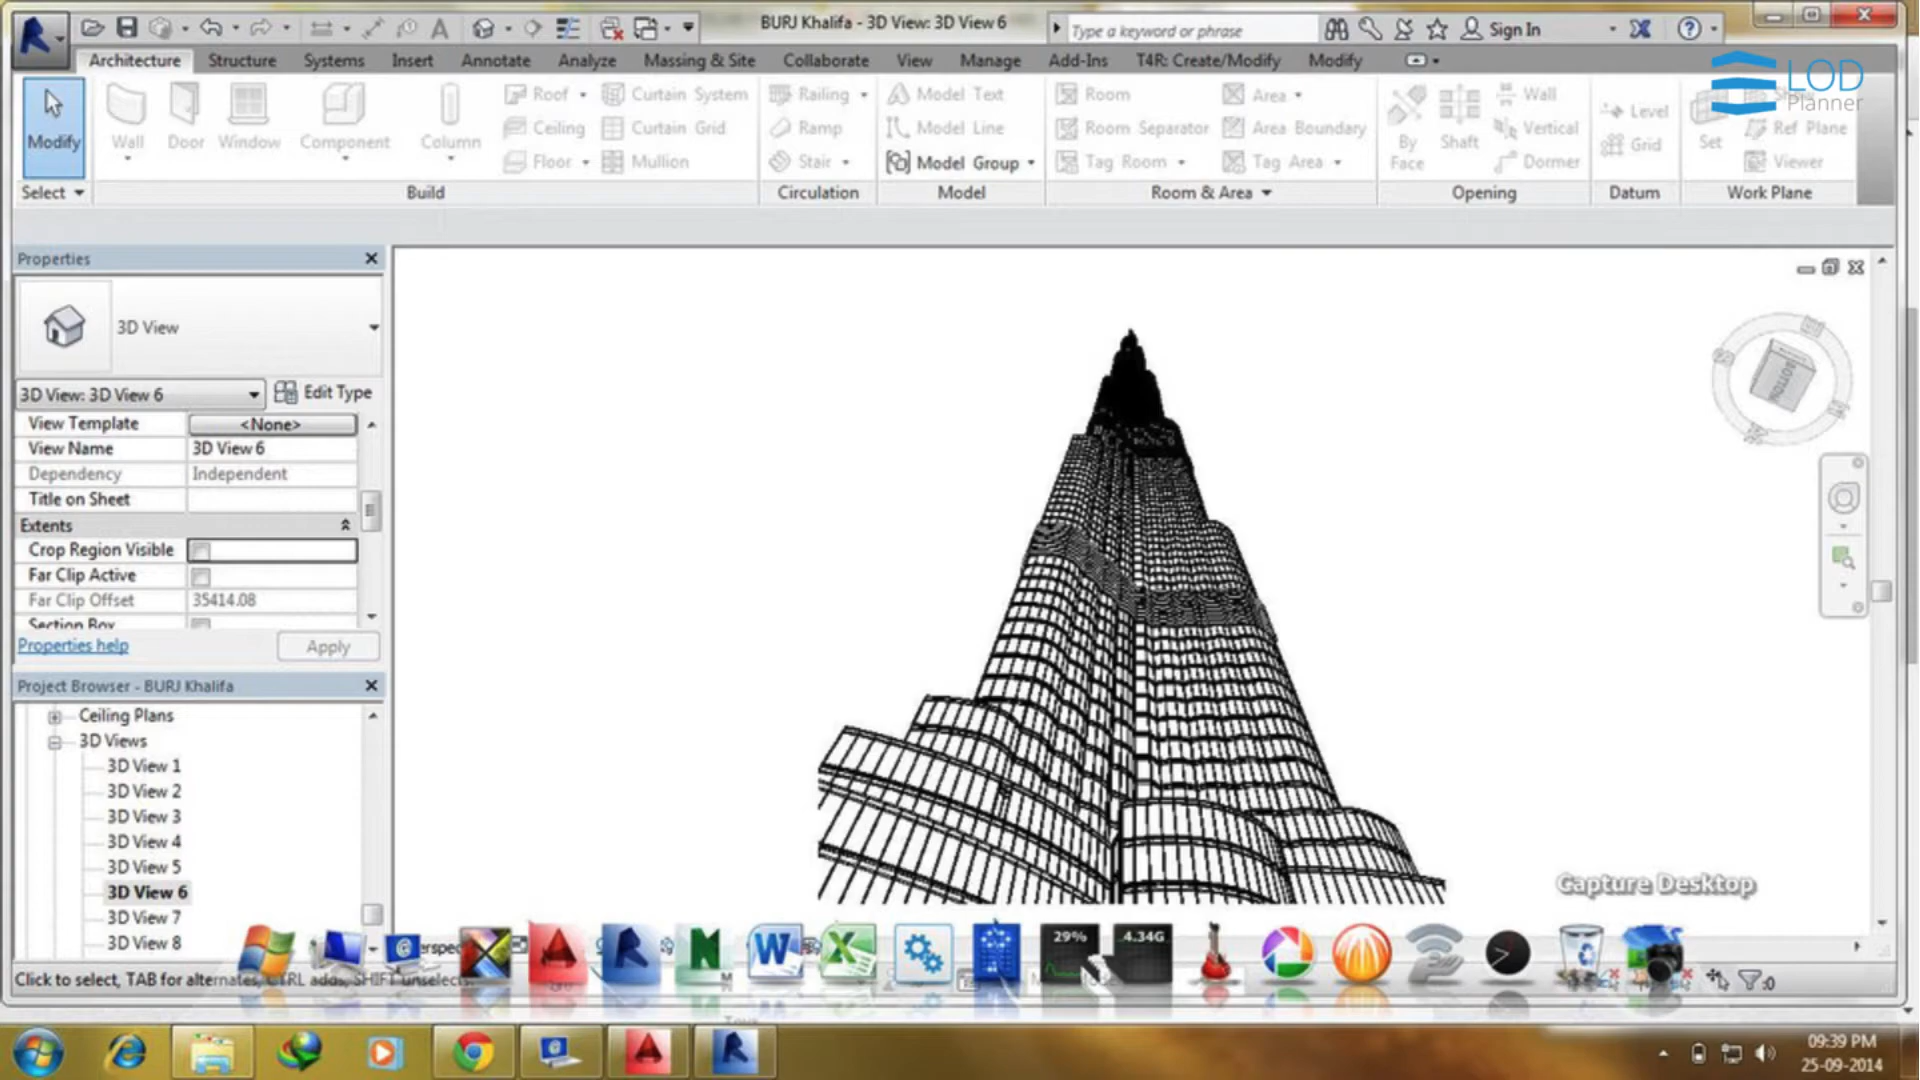 BURJ Khalifa - 3D View: 3D View 6
Type a keyword or phrase
Sign In
Architecture Structure Systems Insert Annotate Analyze Massing & Site Collaborate View Manage Add-Ins T4R: Create/Modify Modify
LOD
Planner
Modify
Wall
Door
Window
Component
Column
Roof
Ceiling
Floor
Curtain System
Curtain Grid
Mullion
Railing
Ramp
Stair
Model Text
Model Line
Model Group
Room
Room Separator
Tag Room
Area
Area Boundary
Tag Area
By
Face
Shaft
Wall
Vertical
Dormer
Level
Grid
Set
Show
Ref Plane
Viewer
Select
Build
Circulation
Model
Room & Area
Opening
Datum
Work Plane
Properties
3D View
3D View: 3D View 6
Edit Type
View Template <None>
View Name 3D View 6
Dependency Independent
Title on Sheet
Extents
Crop Region Visible
Far Clip Active
Far Clip Offset 35414.08
Section Box
Properties help
Apply
Project Browser - BURJ Khalifa
Ceiling Plans
3D Views
3D View 1
3D View 2
3D View 3
3D View 4
3D View 5
3D View 6
3D View 7
3D View 8
Capture Desktop
29%
4.34G
Click to select, TAB for alternates, CTRL adds, SHIFT unselects.
:0
09:39 PM
25-09-2014